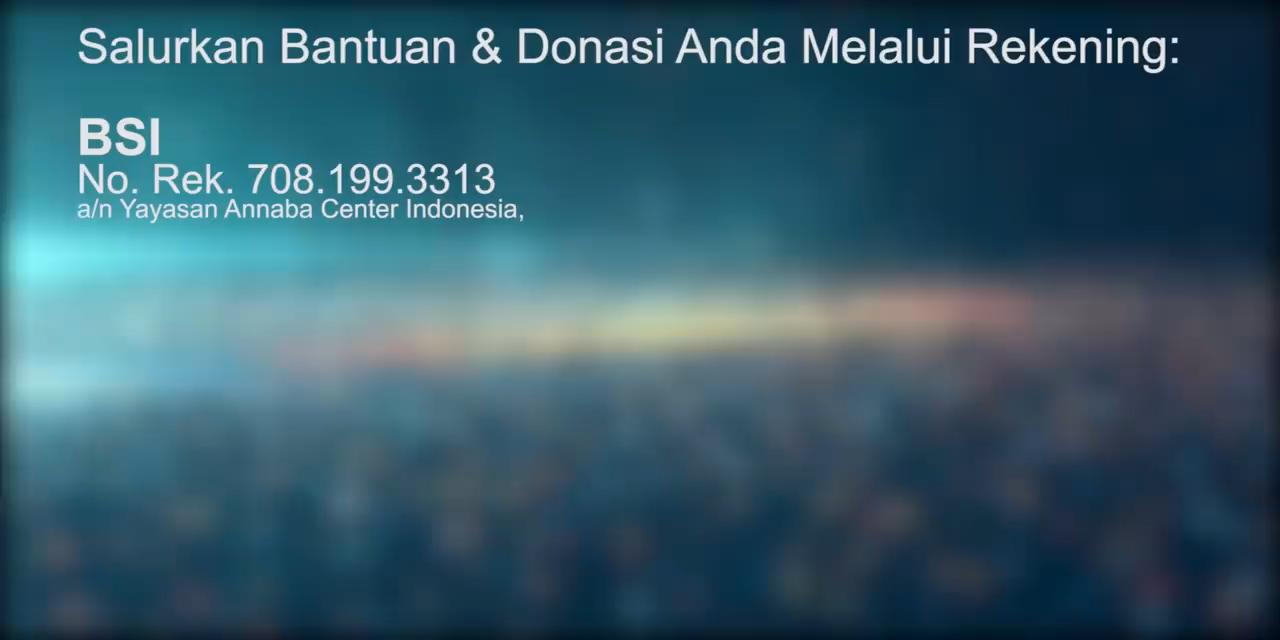 Salurkan Bantuan & Donasi Anda Melalui Rekening:
BSI
No. Rek. 708.199.3313
a/n Yayasan Annaba Center Indonesia,